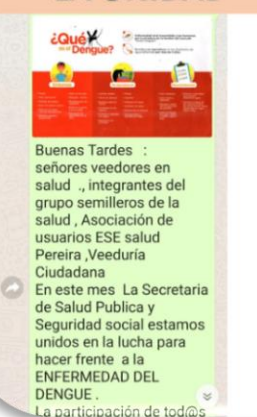 ¿Qué
es el Dengue?
Buenas Tardes :
señores veedores en
salud ., integrantes del
grupo semilleros de la
salud , Asociación de
usuarios ESE salud
Pereira ,Veeduría
Ciudadana
En este mes La Secretaria
de Salud Publica y
Seguridad social estamos
unidos en la lucha para
hacer frente a la
ENFERMEDAD DEL
DENGUE .
La participación de tod@s